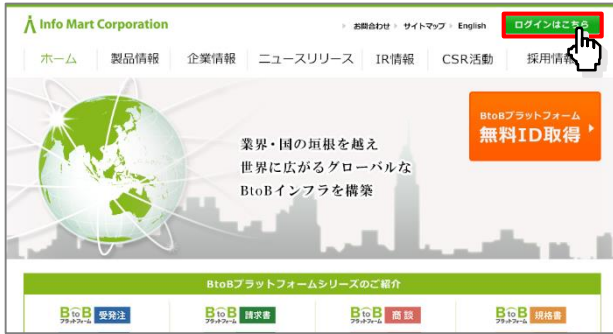 Info Mart Corporation
お問合わせ サイトマップ English
ログインはこちら
ホーム 製品情報 企業情報 ニュースリリース IR情報 CSR活動 採用情報
BtoBプラットフォーム
無料ID取得
業界・国の垣根を越え
世界に広がるグローバルな
BtoBインフラを構築
BtoBプラットフォームシリーズのご紹介
BtoB プラットフォーム 受発注
BtoB プラットフォーム 請求書
BtoB プラットフォーム 商談
BtoB プラットフォーム 規格書